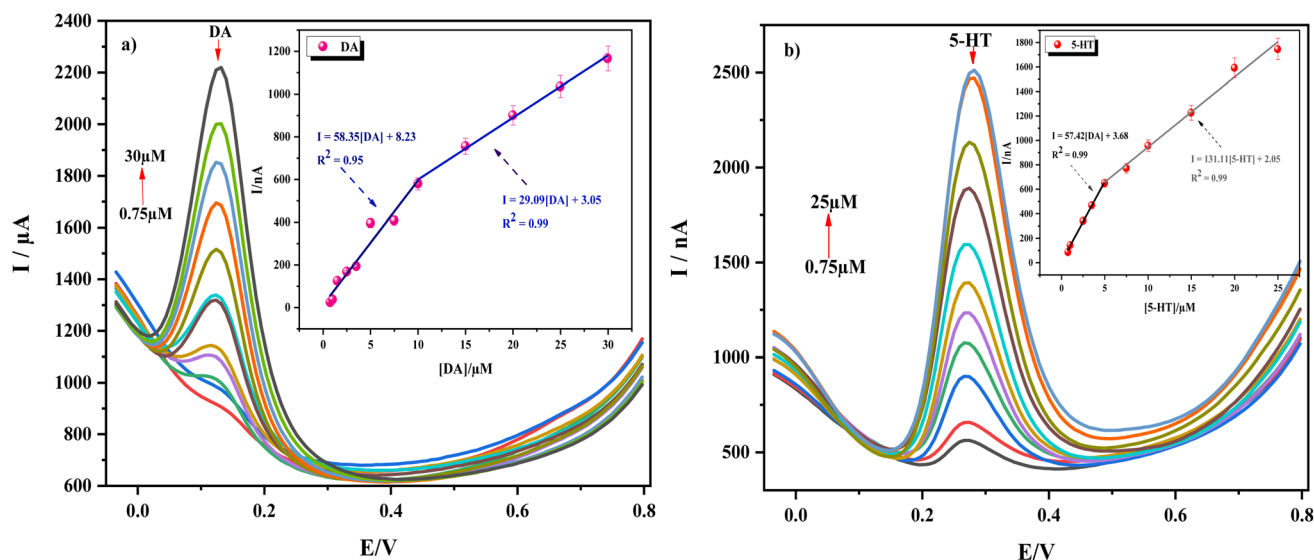 a)
DA
2400
2200
2000
1800
1600
1400
1200
1000
800
600
I / µA
0.0
0.2
0.4
0.6
0.8
E/V
30µM
0.75µM
DA
1200
1000
800
600
400
200
0
I/nA
0
5
10
15
20
25
30
[DA]/µM
I = 58.35[DA] + 8.23
R² = 0.95
I = 29.09[DA] + 3.05
R² = 0.99
b)
5-HT
2500
2000
1500
1000
500
I / nA
0.0
0.2
0.4
0.6
0.8
E/V
25µM
0.75µM
5-HT
1800
1600
1400
1200
1000
800
600
400
200
0
I/nA
0
5
10
15
20
25
[5-HT]/µM
I = 57.42[DA] + 3.68
R² = 0.99
I = 131.11[5-HT] + 2.05
R² = 0.99